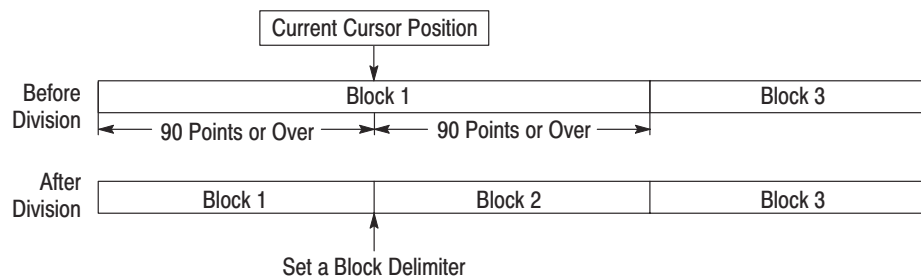 Current Cursor Position
Before
Division
Block 1
Block 3
90 Points or Over
90 Points or Over
After
Division
Block 1
Block 2
Block 3
Set a Block Delimiter